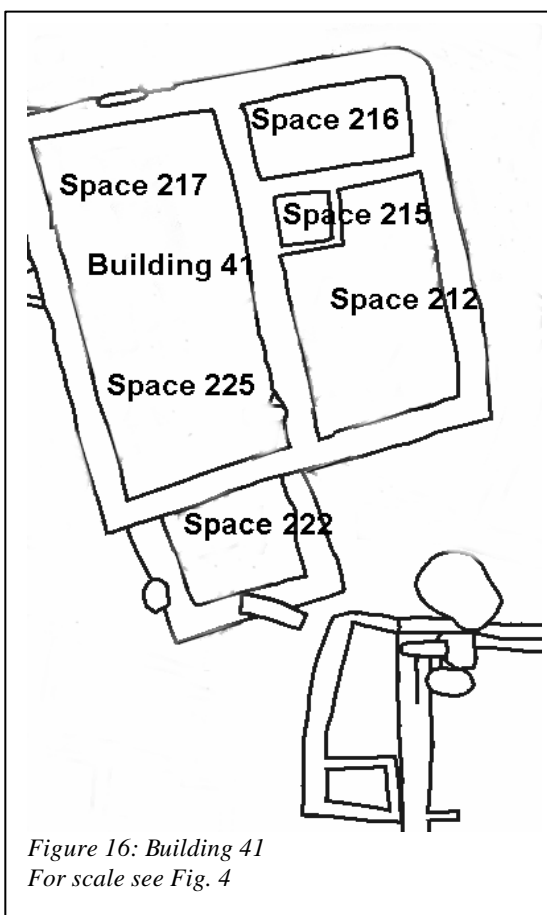 Space 216
Space 217
Space 215
Building 41
Space 212
Space 225
Space 222
Figure 16: Building 41
For scale see Fig. 4